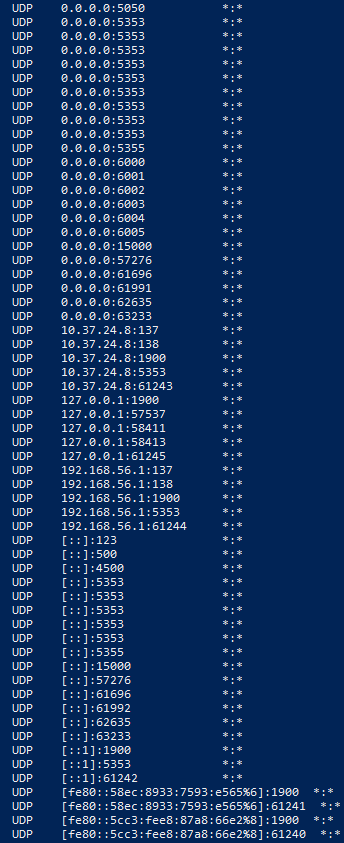 UDP    0.0.0.0:5050           *:*
UDP    0.0.0.0:5353           *:*
UDP    0.0.0.0:5353           *:*
UDP    0.0.0.0:5353           *:*
UDP    0.0.0.0:5353           *:*
UDP    0.0.0.0:5353           *:*
UDP    0.0.0.0:5353           *:*
UDP    0.0.0.0:5353           *:*
UDP    0.0.0.0:5353           *:*
UDP    0.0.0.0:5353           *:*
UDP    0.0.0.0:5355           *:*
UDP    0.0.0.0:6000           *:*
UDP    0.0.0.0:6001           *:*
UDP    0.0.0.0:6002           *:*
UDP    0.0.0.0:6003           *:*
UDP    0.0.0.0:6004           *:*
UDP    0.0.0.0:6005           *:*
UDP    0.0.0.0:15000          *:*
UDP    0.0.0.0:57276          *:*
UDP    0.0.0.0:61696          *:*
UDP    0.0.0.0:61991          *:*
UDP    0.0.0.0:62635          *:*
UDP    0.0.0.0:63233          *:*
UDP    10.37.24.8:137         *:*
UDP    10.37.24.8:138         *:*
UDP    10.37.24.8:1900        *:*
UDP    10.37.24.8:5353        *:*
UDP    10.37.24.8:61243       *:*
UDP    127.0.0.1:1900         *:*
UDP    127.0.0.1:57537        *:*
UDP    127.0.0.1:58411        *:*
UDP    127.0.0.1:58413        *:*
UDP    127.0.0.1:61245        *:*
UDP    192.168.56.1:137       *:*
UDP    192.168.56.1:138       *:*
UDP    192.168.56.1:1900      *:*
UDP    192.168.56.1:5353      *:*
UDP    192.168.56.1:61244     *:*
UDP    [::]:123               *:*
UDP    [::]:500               *:*
UDP    [::]:4500              *:*
UDP    [::]:5353              *:*
UDP    [::]:5353              *:*
UDP    [::]:5353              *:*
UDP    [::]:5353              *:*
UDP    [::]:5353              *:*
UDP    [::]:5355              *:*
UDP    [::]:15000             *:*
UDP    [::]:57276             *:*
UDP    [::]:61696             *:*
UDP    [::]:61992             *:*
UDP    [::]:62635             *:*
UDP    [::]:63233             *:*
UDP    [::1]:1900             *:*
UDP    [::1]:5353             *:*
UDP    [::1]:61242            *:*
UDP    [fe80::58ec:8933:7593:e565%6]:1900  *:*
UDP    [fe80::58ec:8933:7593:e565%6]:61241  *:*
UDP    [fe80::5cc3:fee8:87a8:66e2%8]:1900  *:*
UDP    [fe80::5cc3:fee8:87a8:66e2%8]:61240  *:*